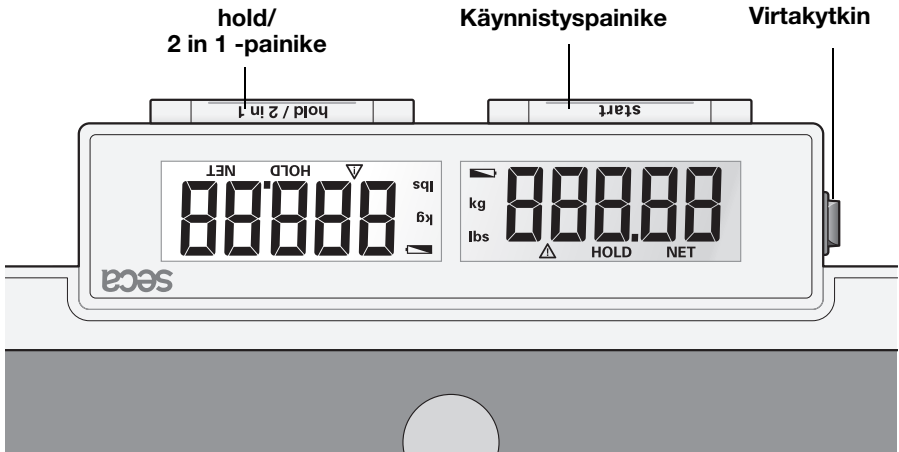 hold/
2 in 1 -painike
Käynnistyspainike
Virtakytkin
hold / 2 in 1
start
NET HOLD
lbs
kg
88.888
seca
kg
lbs
888.88
HOLD NET